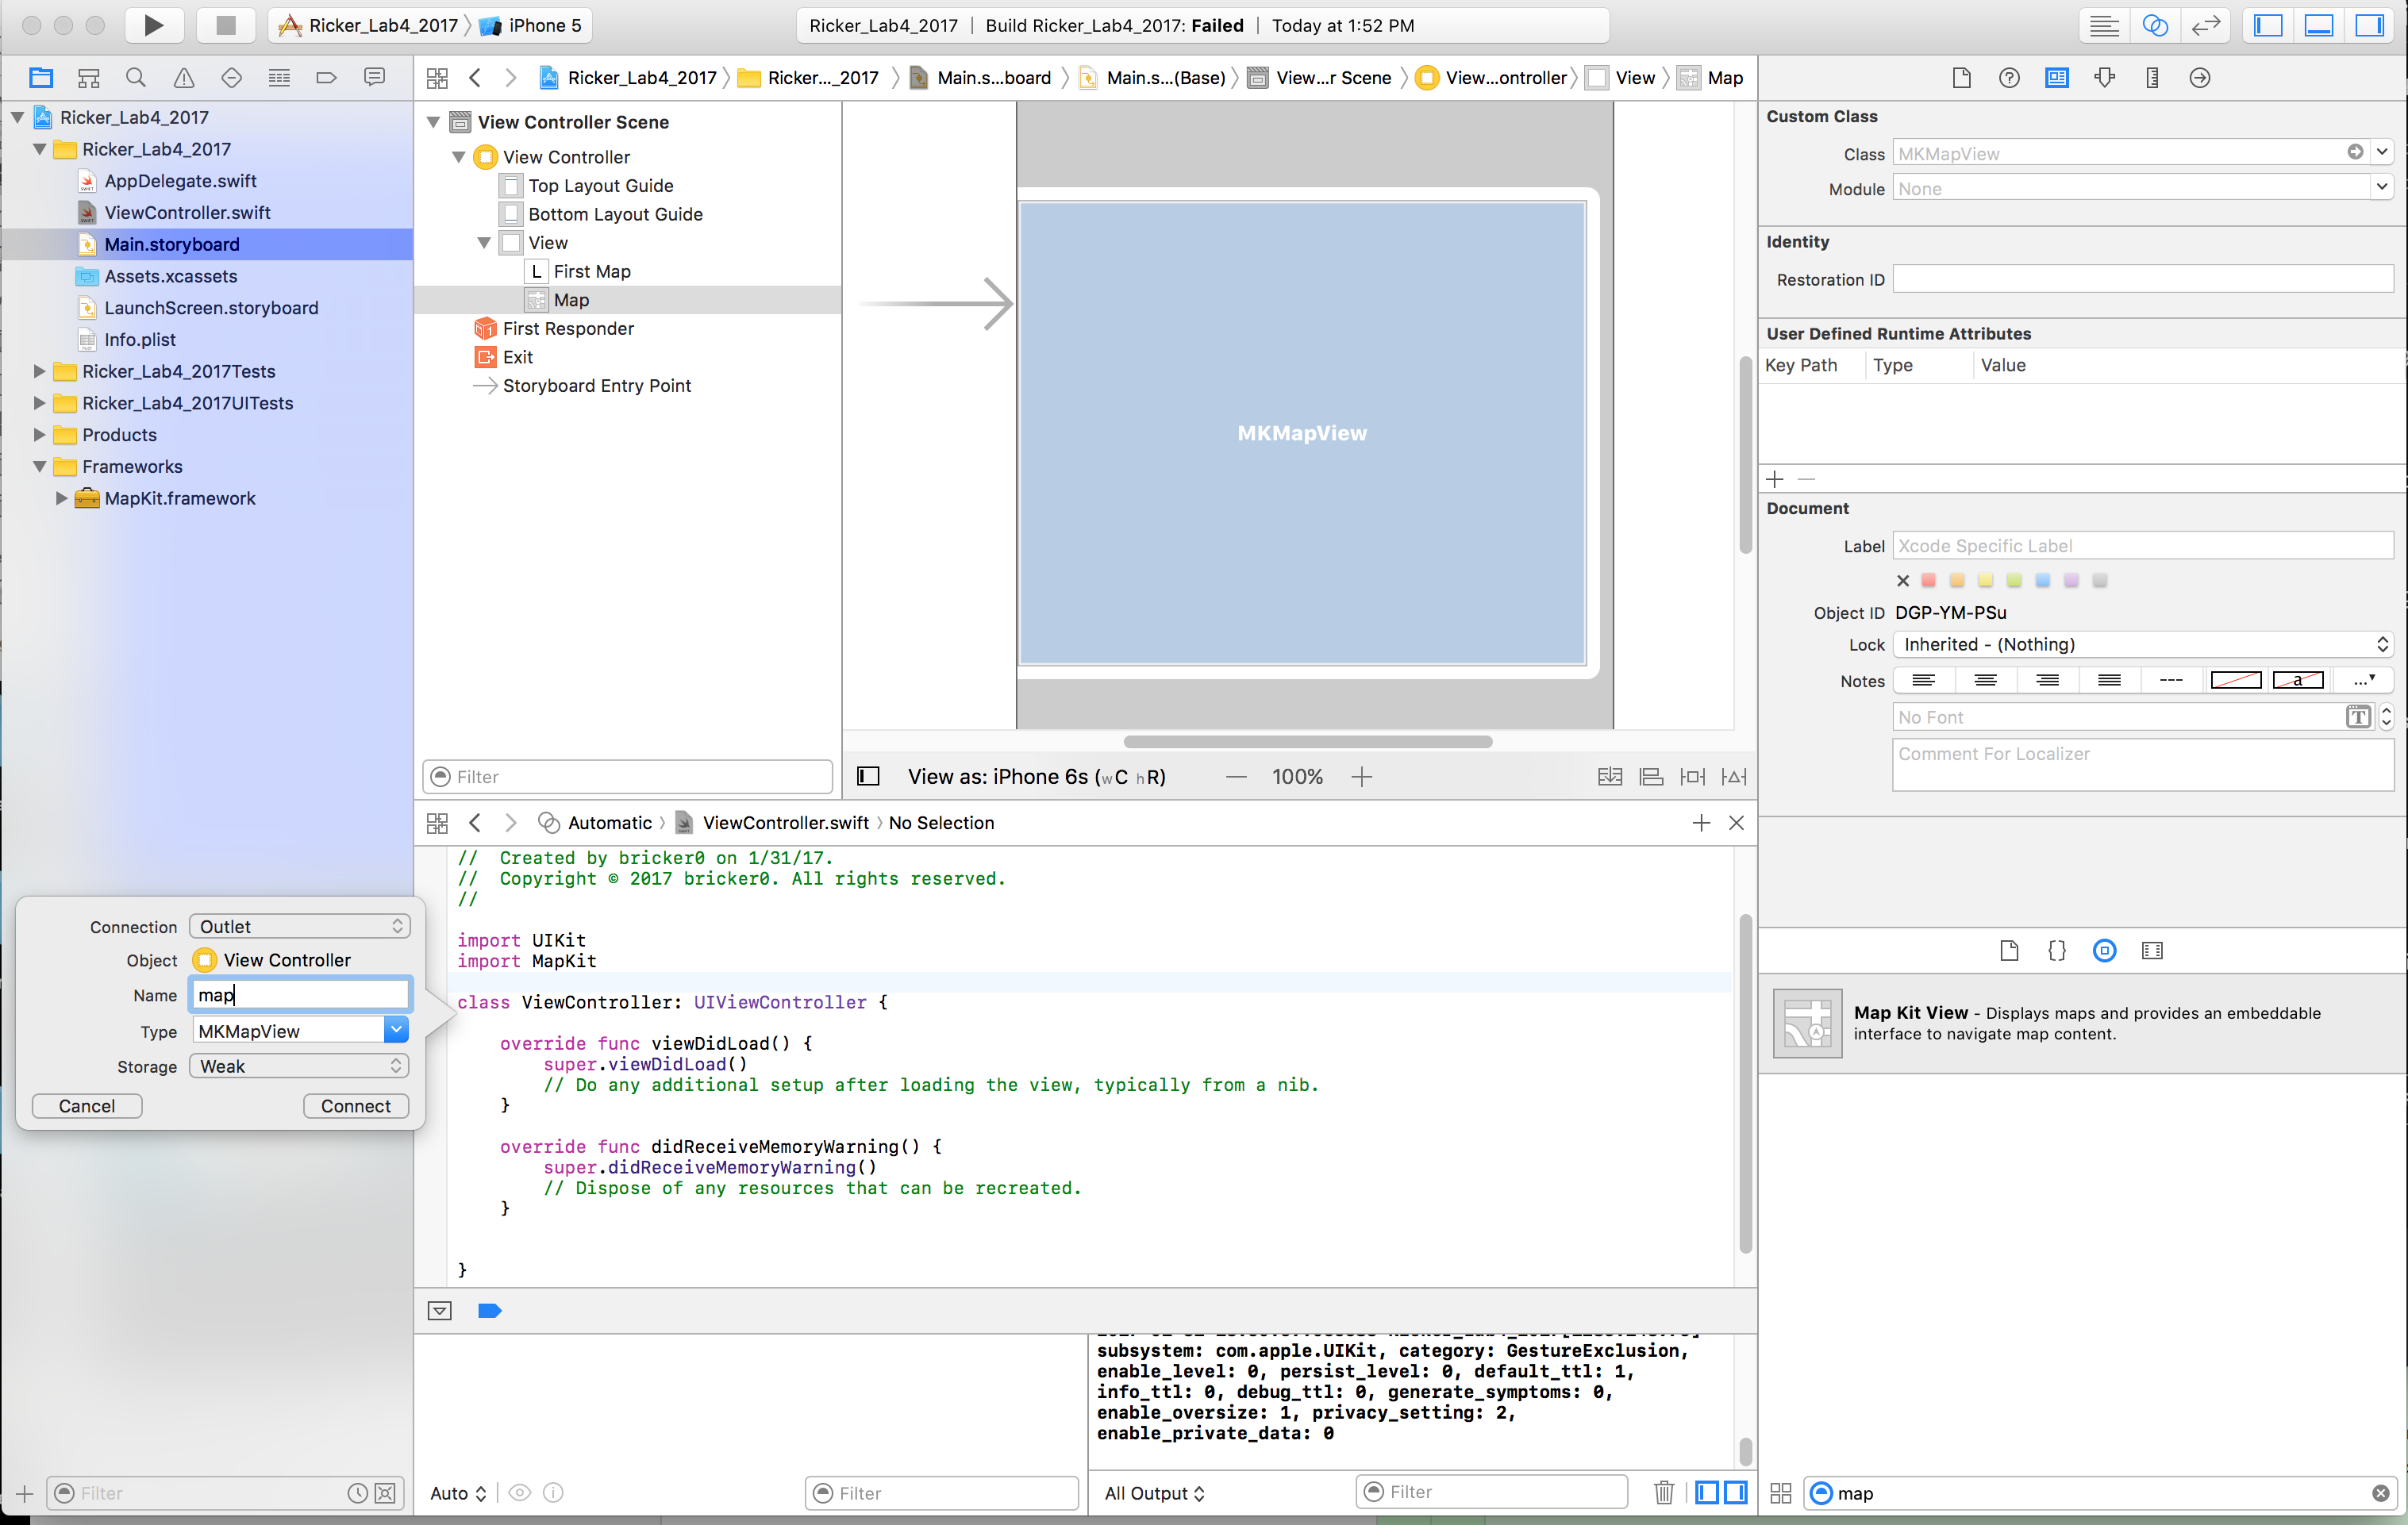 Ricker_Lab4_2017 〉 iPhone 5
Ricker_Lab4_2017 | Build Ricker_Lab4_2017: Failed | Today at 1:52 PM
Ricker_Lab4_2017
Ricker_Lab4_2017
AppDelegate.swift
ViewController.swift
Main.storyboard
Assets.xcassets
LaunchScreen.storyboard
Info.plist
Ricker_Lab4_2017Tests
Ricker_Lab4_2017UITests
Products
Frameworks
MapKit.framework
Ricker_Lab4_2017 〉 Ricker..._2017 〉 Main.s...board 〉 Main.s...(Base) 〉 View...r Scene 〉 View...ontroller 〉 View 〉 Map
View Controller Scene
View Controller
Top Layout Guide
Bottom Layout Guide
View
L First Map
Map
First Responder
Exit
Storyboard Entry Point
Filter
MKMapView
View as: iPhone 6s (wC hR) — 100% +
Automatic 〉 ViewController.swift 〉 No Selection
// Created by bricker0 on 1/31/17.
// Copyright © 2017 bricker0. All rights reserved.
//
import UIKit
import MapKit
class ViewController: UIViewController {
override func viewDidLoad() {
super.viewDidLoad()
// Do any additional setup after loading the view, typically from a nib.
}
override func didReceiveMemoryWarning() {
super.didReceiveMemoryWarning()
// Dispose of any resources that can be recreated.
}
}
Connection Outlet
Object View Controller
Name map
Type MKMapView
Storage Weak
Cancel Connect
Filter
Auto
Filter
subsystem: com.apple.UIKit, category: GestureExclusion,
enable_level: 0, persist_level: 0, default_ttl: 1,
info_ttl: 0, debug_ttl: 0, generate_symptoms: 0,
enable_oversize: 1, privacy_setting: 2,
enable_private_data: 0
All Output
Filter
Custom Class
Class MKMapView
Module None
Identity
Restoration ID
User Defined Runtime Attributes
Key Path Type Value
Document
Label Xcode Specific Label
Object ID DGP-YM-PSu
Lock Inherited - (Nothing)
Notes --- a ...
No Font T
Comment For Localizer
Map Kit View - Displays maps and provides an embeddable
interface to navigate map content.
map